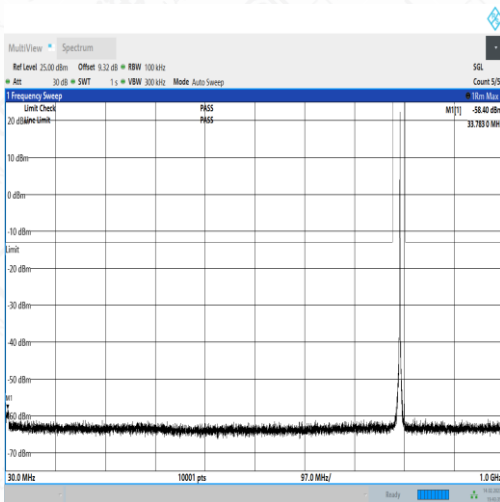 MultiView Spectrum
Ref Level 25.00 dBm Offset 9.32 dB RBW 100 kHz SGL
Att 30 dB SWT 1 s VBW 300 kHz Mode Auto Sweep Count 5/5
1 Frequency Sweep 1Rm Max
Limit Check PASS M1[1] -58.40 dBm
20 dBm Line Limit PASS 33.7830 MH
10 dBm
0 dBm
-10 dBm
Limit
-20 dBm
-30 dBm
-40 dBm
-50 dBm
M1
-60 dBm
-70 dBm
30.0 MHz 10001 pts 97.0 MHz/ 1.0 GHz
Ready